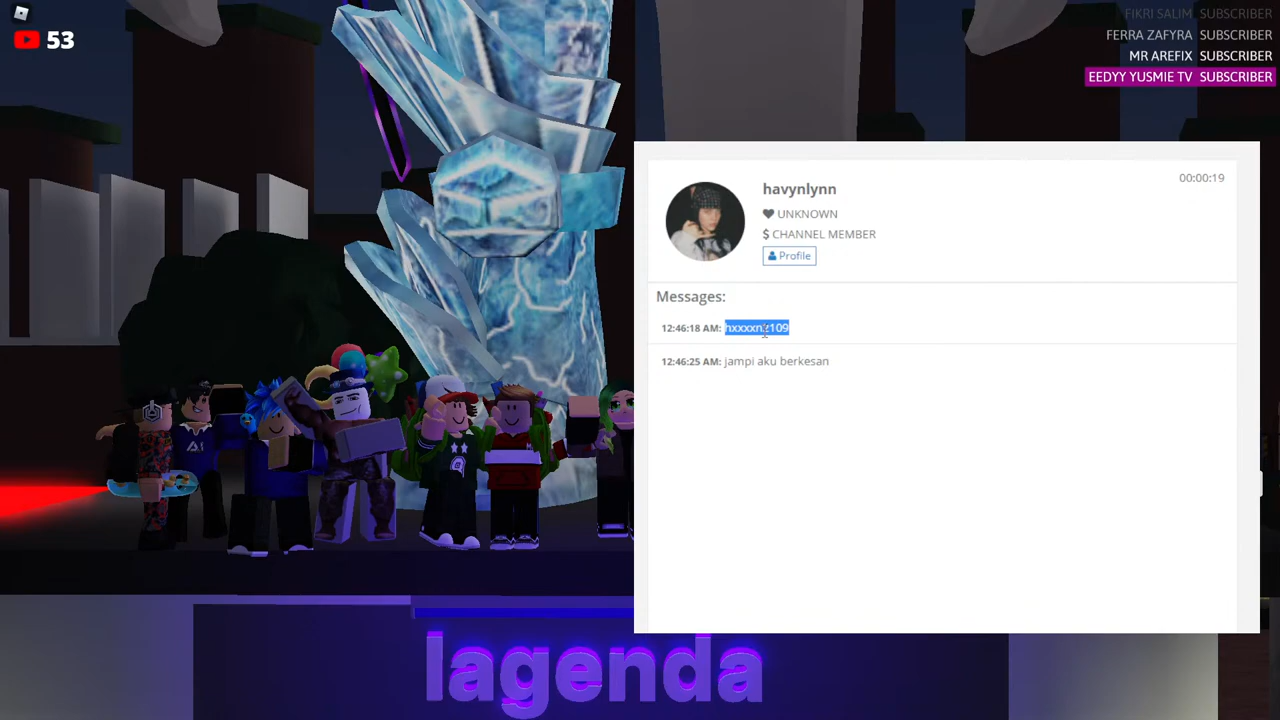 53
FIKRI SALIM SUBSCRIBER
FERRA ZAFYRA SUBSCRIBER
MR AREFIX SUBSCRIBER
EEDYY YUSMIE TV SUBSCRIBER
havynlynn
00:00:19
UNKNOWN
$ CHANNEL MEMBER
Profile
Messages:
12:46:18 AM:
12:46:25 AM: jampi aku berkesan
lagenda